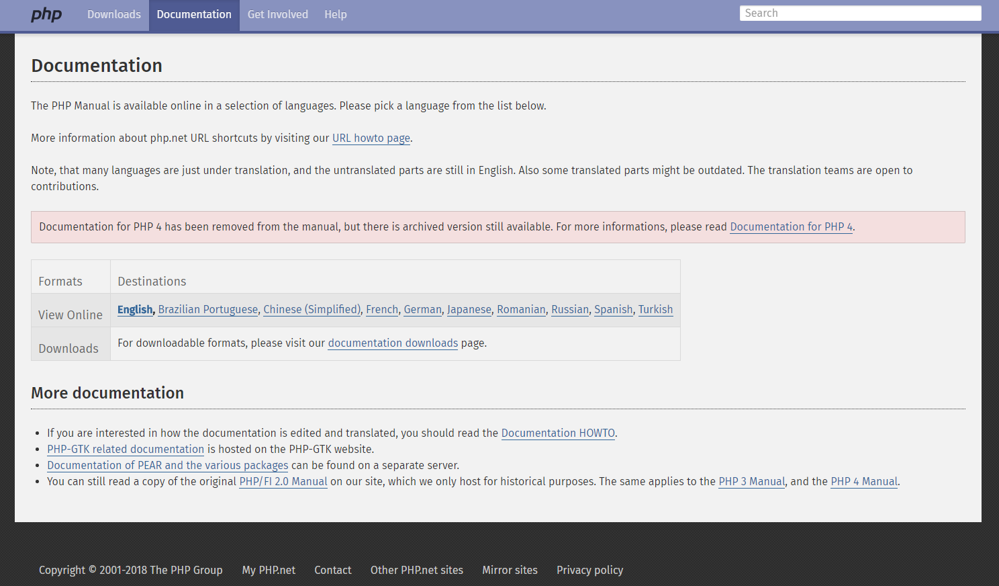 php Downloads Documentation Get Involved Help Search
Documentation
The PHP Manual is available online in a selection of languages. Please pick a language from the list below.
More information about php.net URL shortcuts by visiting our URL howto page.
Note, that many languages are just under translation, and the untranslated parts are still in English. Also some translated parts might be outdated. The translation teams are open to
contributions.
Documentation for PHP 4 has been removed from the manual, but there is archived version still available. For more informations, please read Documentation for PHP 4.
Formats Destinations
View Online English, Brazilian Portuguese, Chinese (Simplified), French, German, Japanese, Romanian, Russian, Spanish, Turkish
Downloads For downloadable formats, please visit our documentation downloads page.
More documentation
• If you are interested in how the documentation is edited and translated, you should read the Documentation HOWTO.
• PHP-GTK related documentation is hosted on the PHP-GTK website.
• Documentation of PEAR and the various packages can be found on a separate server.
• You can still read a copy of the original PHP/FI 2.0 Manual on our site, which we only host for historical purposes. The same applies to the PHP 3 Manual, and the PHP 4 Manual.
Copyright © 2001-2018 The PHP Group My PHP.net Contact Other PHP.net sites Mirror sites Privacy policy